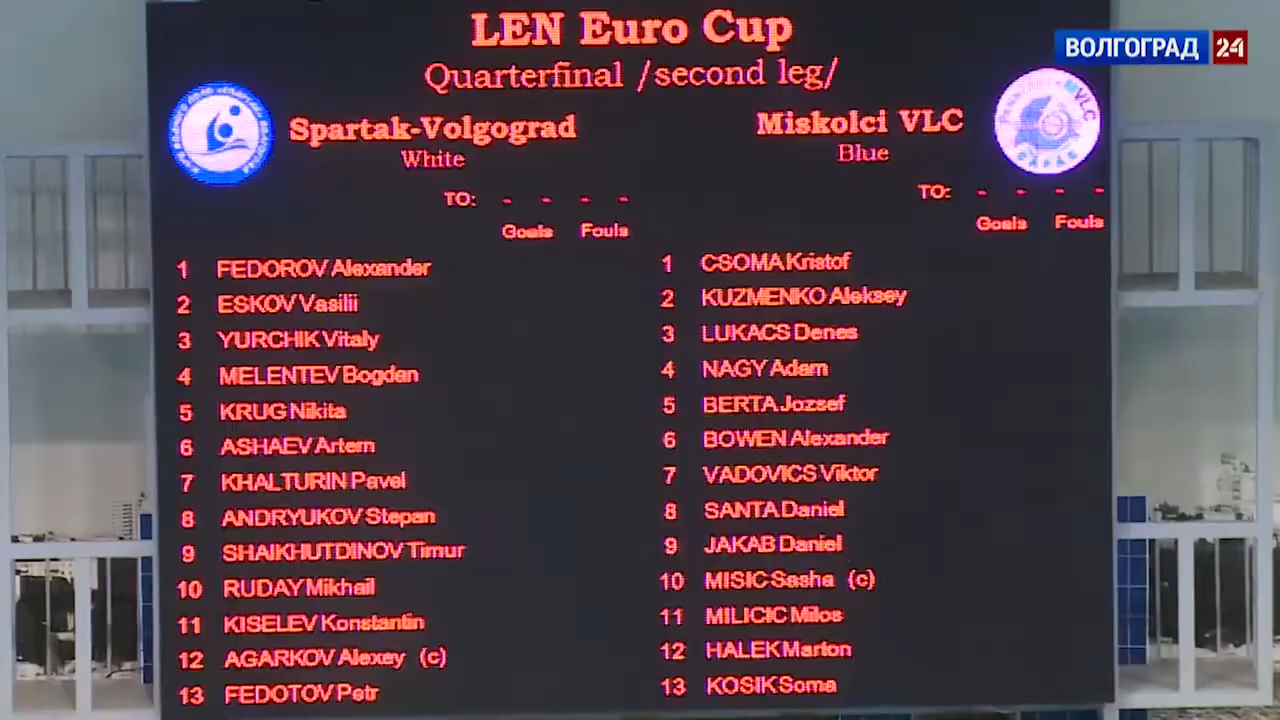 LEN Euro Cup
ВОЛГОГРАД 24
Quarterfinal /second leg/
Spartak-Volgograd
White
Miskolci VLC
Blue
TO: - - - -
Goals Fouls
TO: - - - -
Goals Fouls
1 FEDOROV Alexander
2 ESKOV Vasilii
3 YURCHIK Vitaly
4 MELENTEV Bogdan
5 KRUG Nikita
6 ASHAEV Artem
7 KHALTURIN Pavel
8 ANDRYUKOV Stepan
9 SHAIKHUTDINOV Timur
10 RUDAY Mikhail
11 KISELEV Konstantin
12 AGARKOV Alexey (c)
13 FEDOTOV Petr
1 CSOMA Kristof
2 KUZMENKO Aleksey
3 LUKACS Denes
4 NAGY Adam
5 BERTA Jozsef
6 BOWEN Alexander
7 VADOVICS Viktor
8 SANTA Daniel
9 JAKAB Daniel
10 MISIC Sasha (c)
11 MILICIC Milos
12 HALEK Marton
13 KOSIK Soma